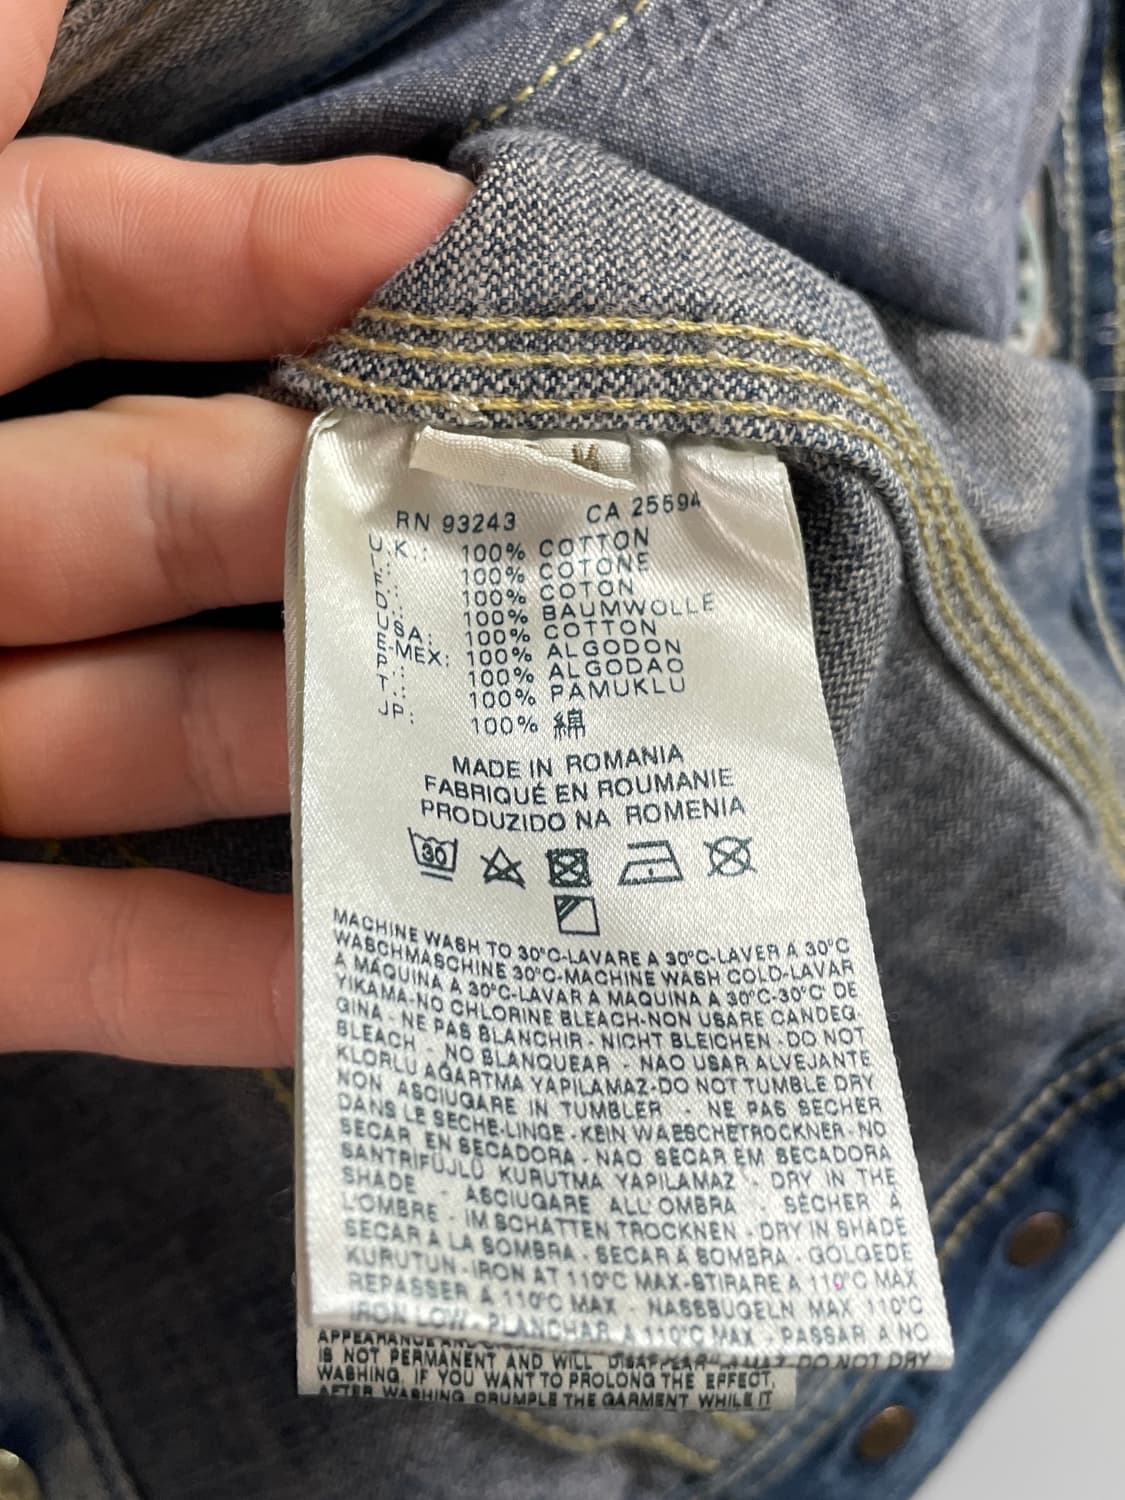 M
RN 93243 CA 25594
U.K.: 100% COTTON
I.: 100% COTONE
F.: 100% COTON
D.: 100% BAUMWOLLE
USA.: 100% COTTON
E-MEX: 100% ALGODON
P.: 100% ALGODAO
T.: 100% PAMUKLU
JP.: 100% 綿
MADE IN ROMANIA
FABRIQUÉ EN ROUMANIE
PRODUZIDO NA ROMENIA
30
MACHINE WASH TO 30°C-LAVARE A 30°C-LAVER A 30°C
WASCHMASCHINE 30°C-MACHINE WASH COLD-LAVAR
A MAQUINA A 30°C-LAVAR A MAQUINA A 30°C-30°C' DE
YIKAMA-NO CHLORINE BLEACH-NON USARE CANDEG-
GINA - NE PAS BLANCHIR - NICHT BLEICHEN - DO NOT
BLEACH - NO BLANQUEAR - NAO USAR ALVEJANTE
KLORLU AĞARTMA YAPILAMAZ-DO NOT TUMBLE DRY
NON ASCIUGARE IN TUMBLER - NE PAS SECHER
DANS LE SECHE-LINGE - KEIN WAESCHETROCKNER - NO
SECAR EN SECADORA - NAO SECAR EM SECADORA
SANTRIFÜJLÜ KURUTMA YAPILAMAZ - DRY IN THE
SHADE - ASCIUGARE ALL'OMBRA - SÉCHER À
L'OMBRE - IM SCHATTEN TROCKNEN - DRY IN SHADE
SECAR A LA SOMBRA - SECAR A SOMBRA - GOLGEDE
KURUTUN - IRON AT 110°C MAX - STIRARE A 110°C MAX
REPASSER A 110°C MAX - NASSBÜGELN MAX 110°C
IRON LOW - PLANCHAR A 110°C MAX - PASSAR A NO
APPEARANCE AND
IS NOT PERMANENT AND WILL DISAPPEAR DO NOT DRY
WASHING. IF YOU WANT TO PROLONG THE EFFECT,
AFTER WASHING CRUMPLE THE GARMENT WHILE IT